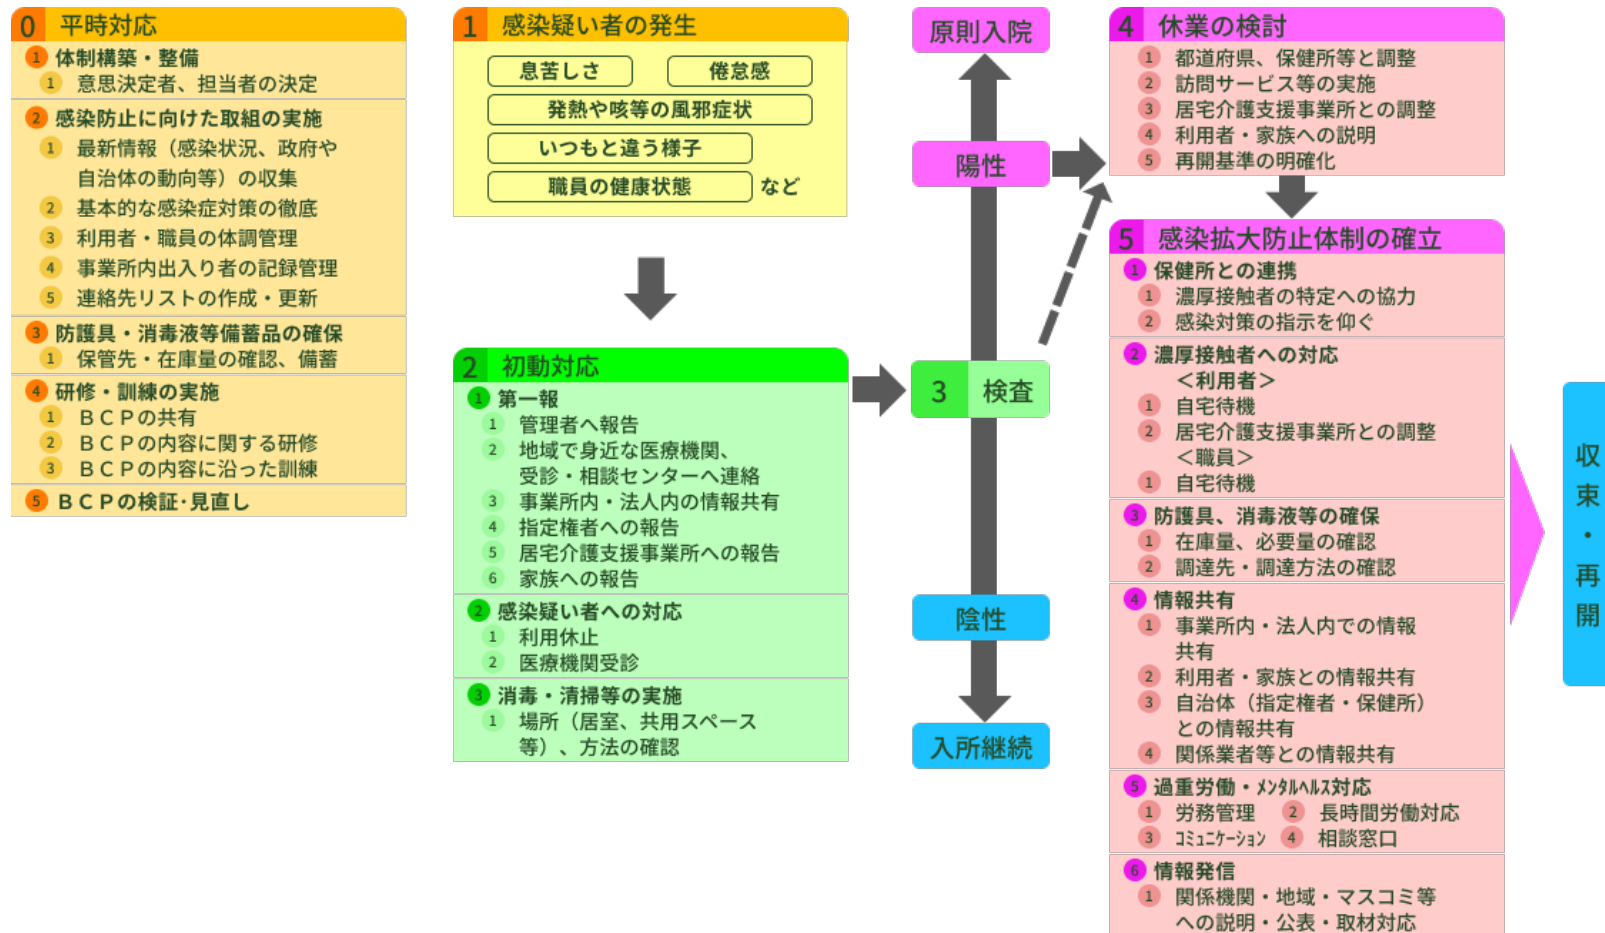 0 平時対応
1 体制構築・整備
1 意思決定者、担当者の決定
2 感染防止に向けた取組の実施
1 最新情報（感染状況、政府や
自治体の動向等）の収集
2 基本的な感染症対策の徹底
3 利用者・職員の体調管理
4 事業所内出入り者の記録管理
5 連絡先リストの作成・更新
3 防護具・消毒液等備蓄品の確保
1 保管先・在庫量の確認、備蓄
4 研修・訓練の実施
1 ＢＣＰの共有
2 ＢＣＰの内容に関する研修
3 ＢＣＰの内容に沿った訓練
5 ＢＣＰの検証･見直し
1 感染疑い者の発生
息苦しさ
倦怠感
発熱や咳等の風邪症状
いつもと違う様子
職員の健康状態 など
2 初動対応
1 第一報
1 管理者へ報告
2 地域で身近な医療機関、
受診・相談センターへ連絡
3 事業所内・法人内の情報共有
4 指定権者への報告
5 居宅介護支援事業所への報告
6 家族への報告
2 感染疑い者への対応
1 利用休止
2 医療機関受診
3 消毒・清掃等の実施
1 場所（居室、共用スペース
等）、方法の確認
原則入院
陽性
3 検査
陰性
入所継続
4 休業の検討
1 都道府県、保健所等と調整
2 訪問サービス等の実施
3 居宅介護支援事業所との調整
4 利用者・家族への説明
5 再開基準の明確化
5 感染拡大防止体制の確立
1 保健所との連携
1 濃厚接触者の特定への協力
2 感染対策の指示を仰ぐ
2 濃厚接触者への対応
＜利用者＞
1 自宅待機
2 居宅介護支援事業所との調整
＜職員＞
1 自宅待機
3 防護具、消毒液等の確保
1 在庫量、必要量の確認
2 調達先・調達方法の確認
4 情報共有
1 事業所内・法人内での情報
共有
2 利用者・家族との情報共有
3 自治体（指定権者・保健所）
との情報共有
4 関係業者等との情報共有
5 過重労働・ﾒﾝﾀﾙﾍﾙｽ対応
1 労務管理 2 長時間労働対応
3 ｺﾐｭﾆｹｰｼｮﾝ 4 相談窓口
6 情報発信
1 関係機関・地域・マスコミ等
への説明・公表・取材対応
収束・再開